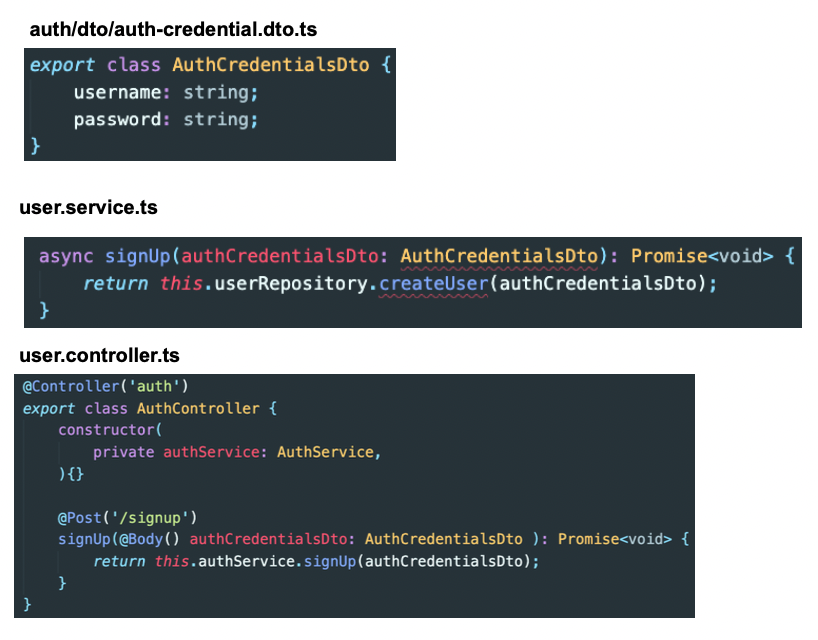 auth/dto/auth-credential.dto.ts
export class AuthCredentialsDto {
    username: string;
    password: string;
}
user.service.ts
async signUp(authCredentialsDto: AuthCredentialsDto): Promise<void> {
    return this.userRepository.createUser(authCredentialsDto);
}
user.controller.ts
@Controller('auth')
export class AuthController {
    constructor(
        private authService: AuthService,
    ){}
    @Post('/signup')
    signUp(@Body() authCredentialsDto: AuthCredentialsDto ): Promise<void> {
        return this.authService.signUp(authCredentialsDto);
    }
}